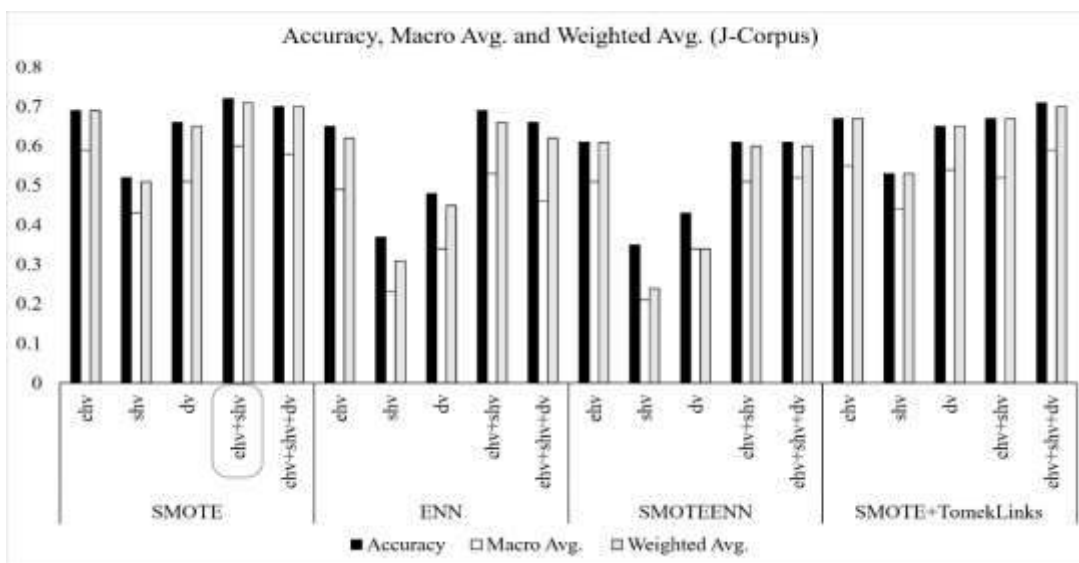 Accuracy, Macro Avg. and Weighted Avg. (J-Corpus)
0.8
0.7
0.6
0.5
0.4
0.3
0.2
0.1
0
ehv
shv
dv
ehv+shv
ehv+shv+dv
ehv
shv
dv
ehv+shv
ehv+shv+dv
ehv
shv
dv
ehv+shv
ehv+shv+dv
ehv
shv
dv
ehv+shv
ehv+shv+dv
SMOTE ENN SMOTEENN SMOTE+TomekLinks
Accuracy Macro Avg. Weighted Avg.